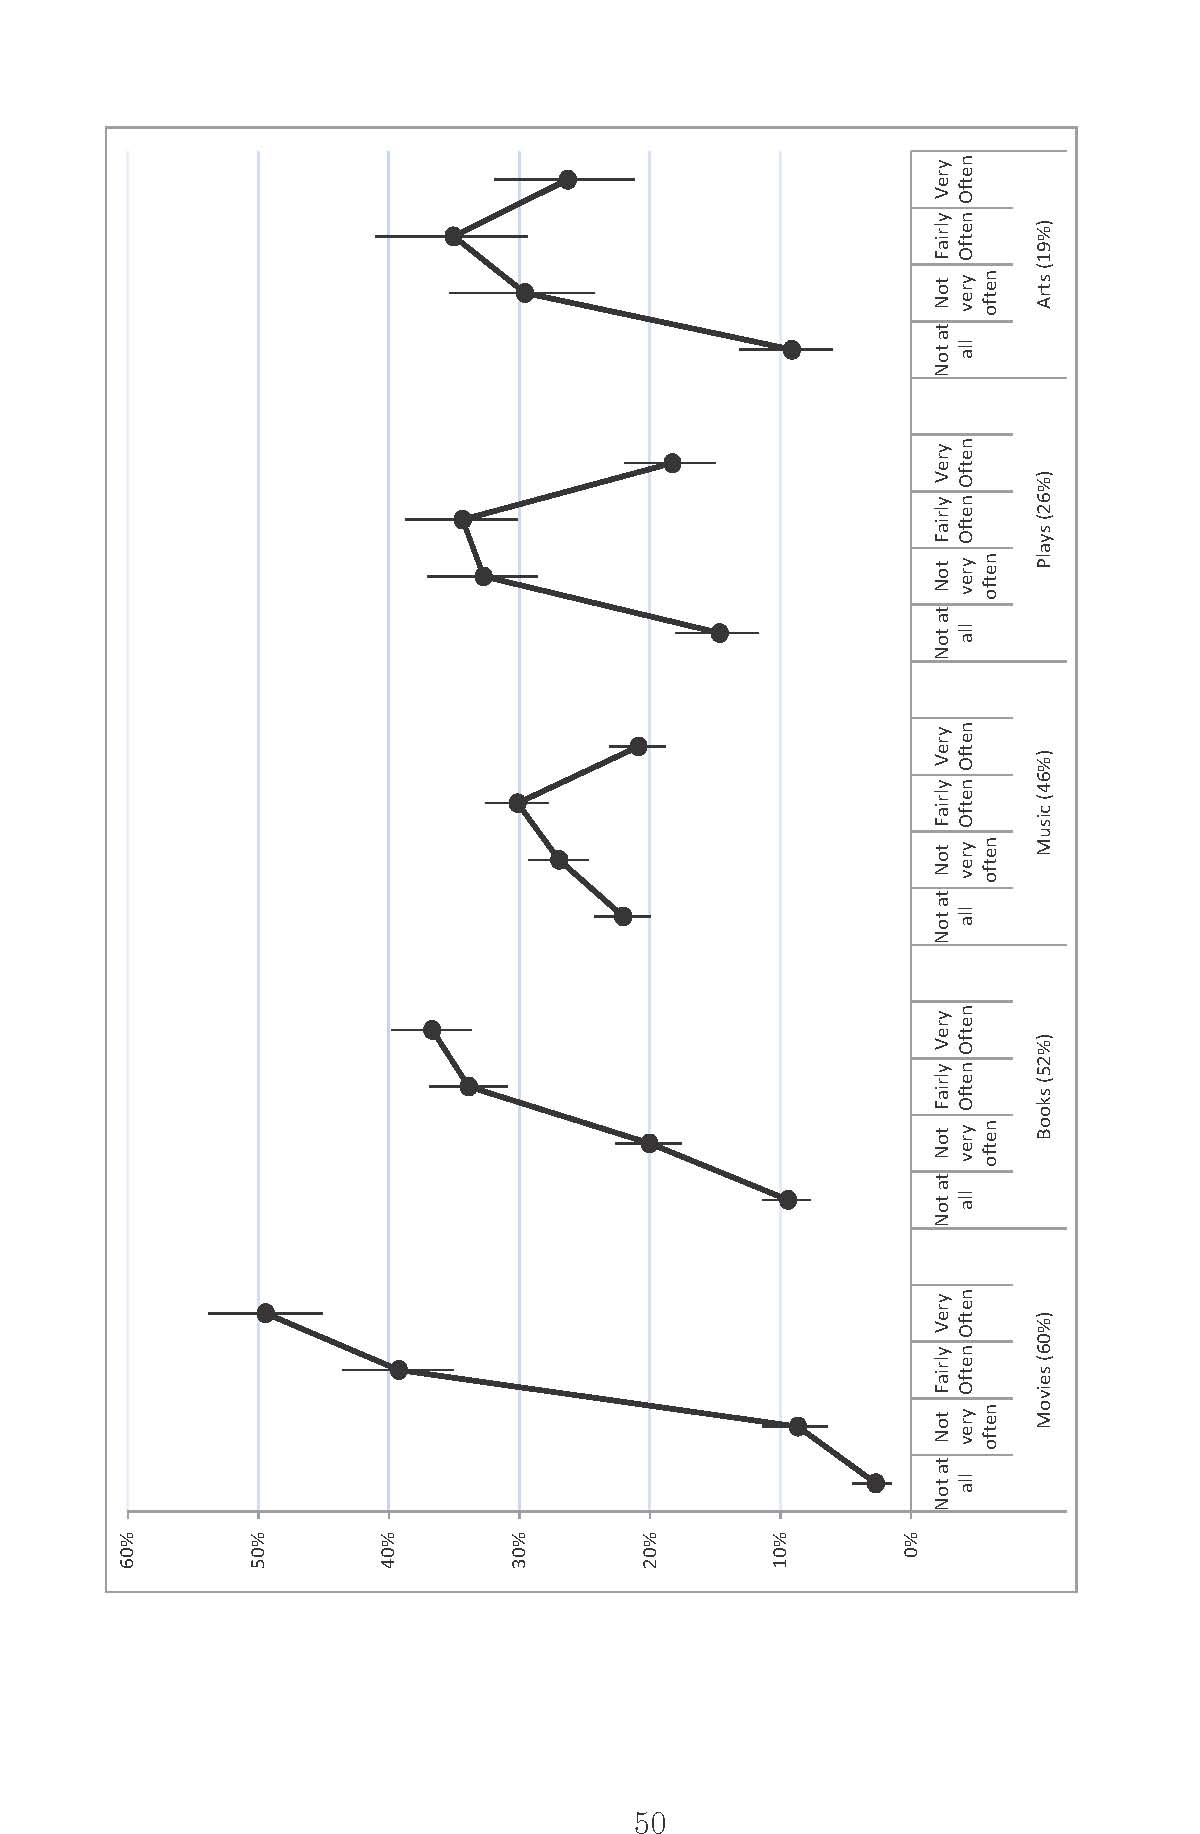 60%
50%
40%
30%
20%
10%
0%
Not at
all
Not
very
often
Fairly
Often
Very
Often
Not at
all
Not
very
often
Fairly
Often
Very
Often
Not at
all
Not
very
often
Fairly
Often
Very
Often
Not at
all
Not
very
often
Fairly
Often
Very
Often
Not at
all
Not
very
often
Fairly
Often
Very
Often
Movies (60%)
Books (52%)
Music (46%)
Plays (26%)
Arts (19%)
50